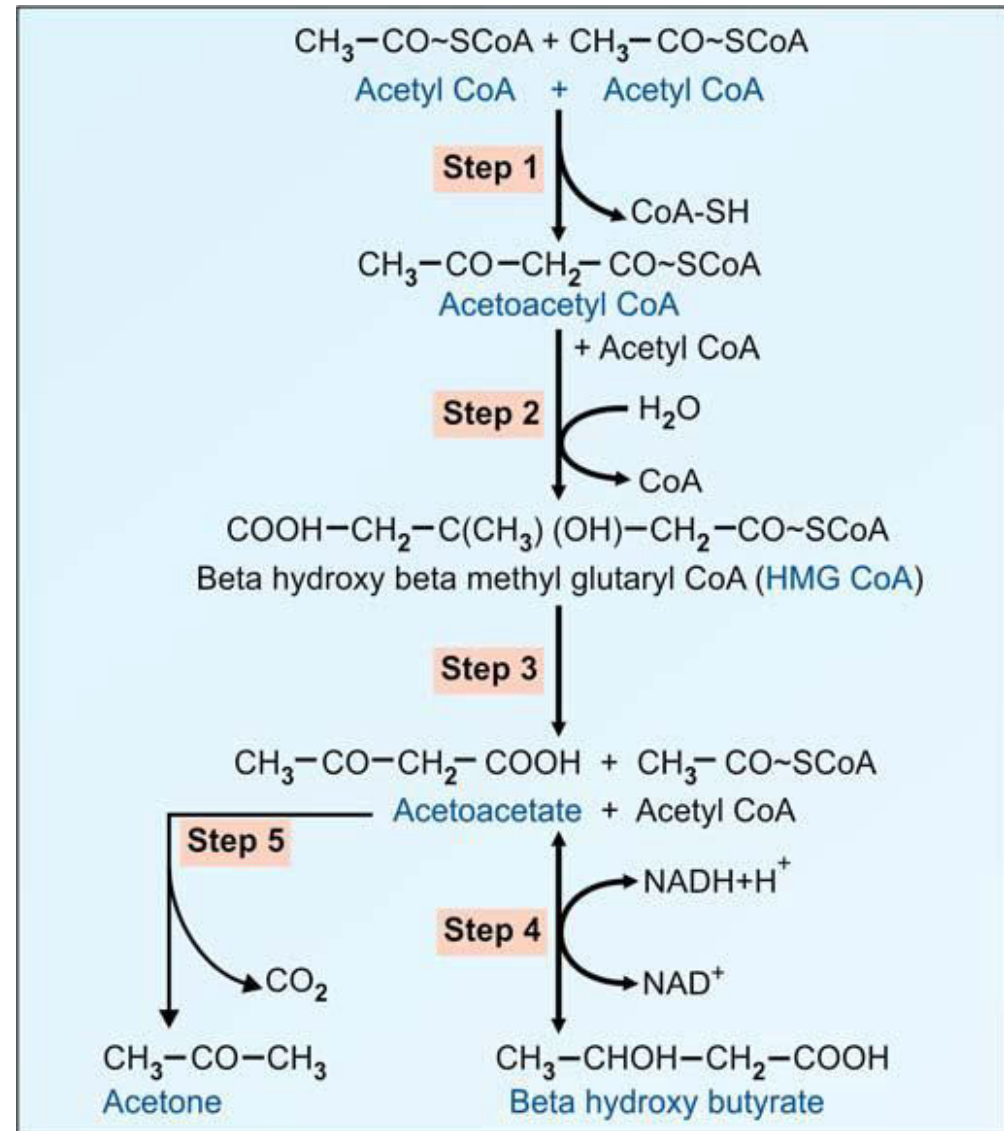 CH₃–CO~SCoA + CH₃–CO~SCoA
Acetyl CoA + Acetyl CoA
Step 1
CoA-SH
CH₃–CO–CH₂–CO~SCoA
Acetoacetyl CoA
+ Acetyl CoA
Step 2
H₂O
CoA
COOH–CH₂–C(CH₃) (OH)–CH₂–CO~SCoA
Beta hydroxy beta methyl glutaryl CoA (HMG CoA)
Step 3
CH₃–CO–CH₂–COOH + CH₃–CO~SCoA
Acetoacetate + Acetyl CoA
Step 5
NADH+H⁺
Step 4
CO₂
NAD⁺
CH₃–CO–CH₃
Acetone
CH₃–CHOH–CH₂–COOH
Beta hydroxy butyrate